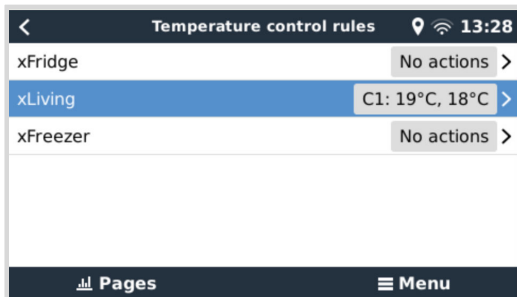 Temperature control rules 13:28
xFridge No actions
xLiving C1: 19°C, 18°C
xFreezer No actions
Pages Menu